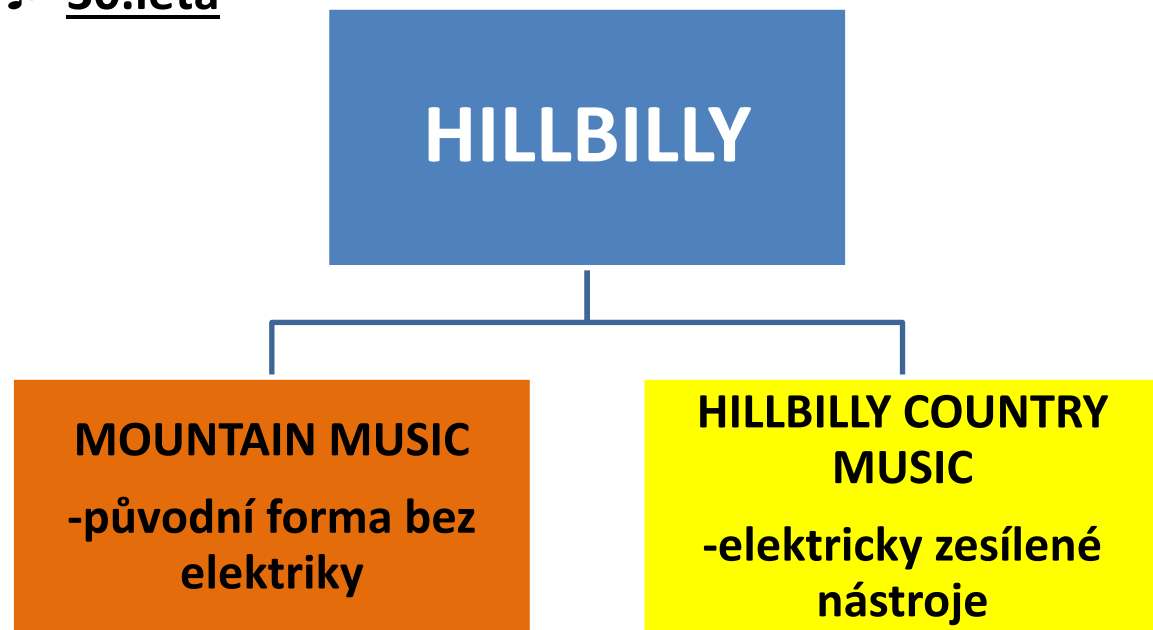 HILLBILLY
MOUNTAIN MUSIC
-původní forma bez
elektriky
HILLBILLY COUNTRY
MUSIC
-elektricky zesílené
nástroje